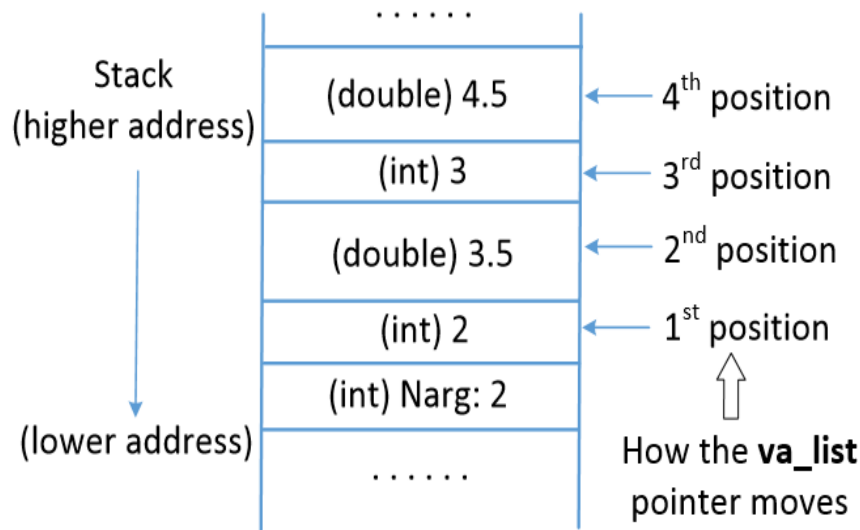 . . . . . .
Stack
(higher address)
(double) 4.5
4th position
(int) 3
3rd position
(double) 3.5
2nd position
(int) 2
1st position
(int) Narg: 2
(lower address)
. . . . . .
How the va_list
pointer moves